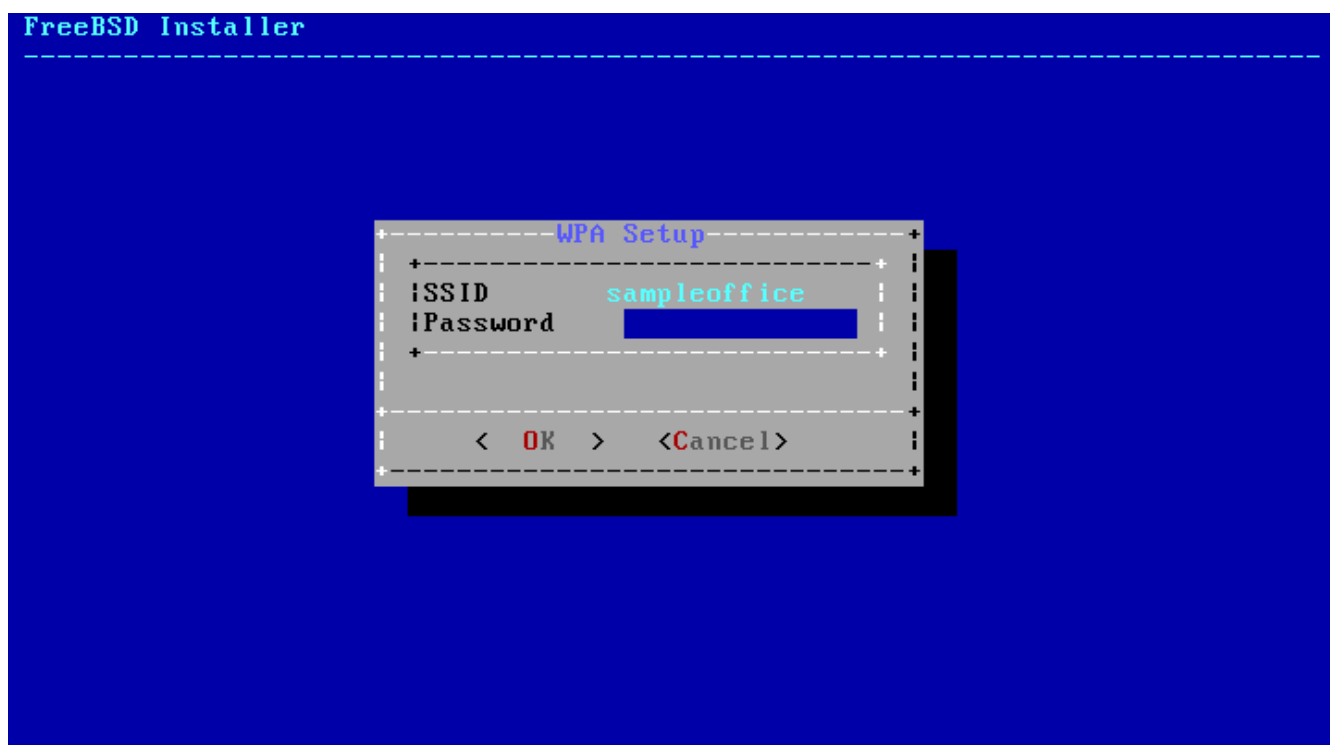 FreeBSD Installer
WPA Setup
SSID sampleoffice
Password
< OK > <Cancel>